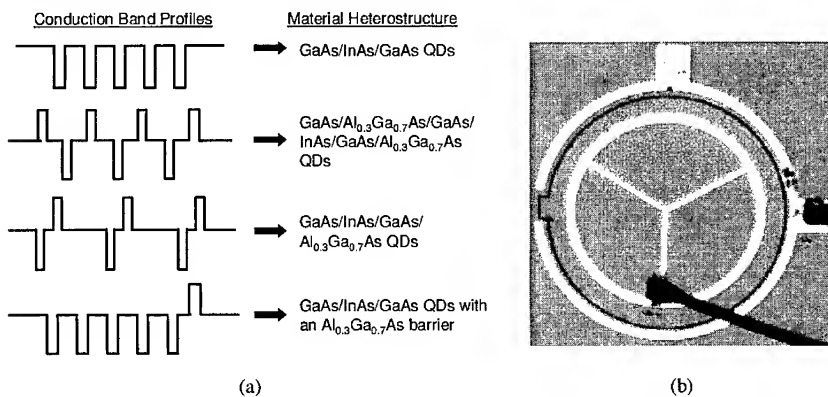 Conduction Band Profiles
Material Heterostructure
GaAs/InAs/GaAs QDs
GaAs/Al0.3Ga0.7As/GaAs/
InAs/GaAs/Al0.3Ga0.7As
QDs
GaAs/InAs/GaAs/
Al0.3Ga0.7As QDs
GaAs/InAs/GaAs QDs with
an Al0.3Ga0.7As barrier
(a)
(b)